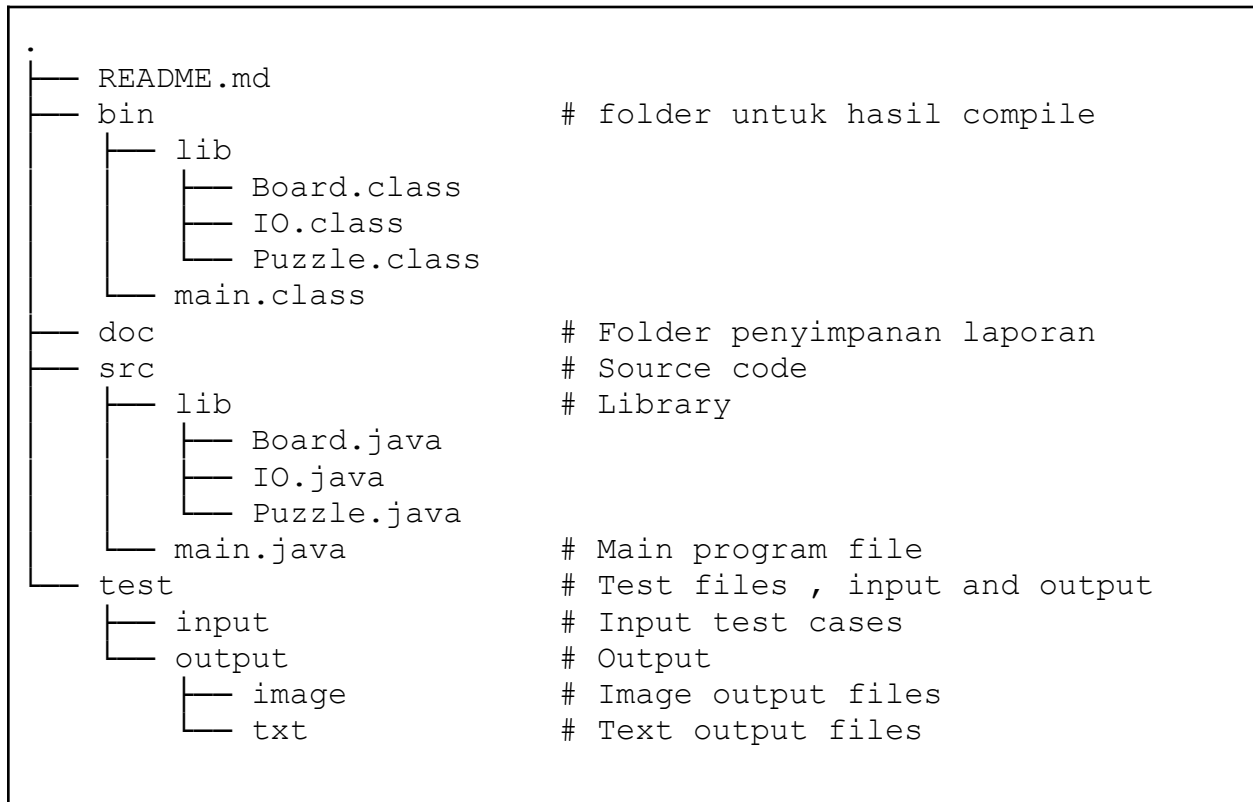 .
├── README.md
├── bin                    # folder untuk hasil compile
│   ├── lib
│   │   ├── Board.class
│   │   ├── IO.class
│   │   └── Puzzle.class
│   └── main.class
├── doc                    # Folder penyimpanan laporan
├── src                    # Source code
│   ├── lib                # Library
│   │   ├── Board.java
│   │   ├── IO.java
│   │   └── Puzzle.java
│   └── main.java          # Main program file
└── test                   # Test files , input and output
    ├── input              # Input test cases
    └── output             # Output
        ├── image          # Image output files
        └── txt            # Text output files